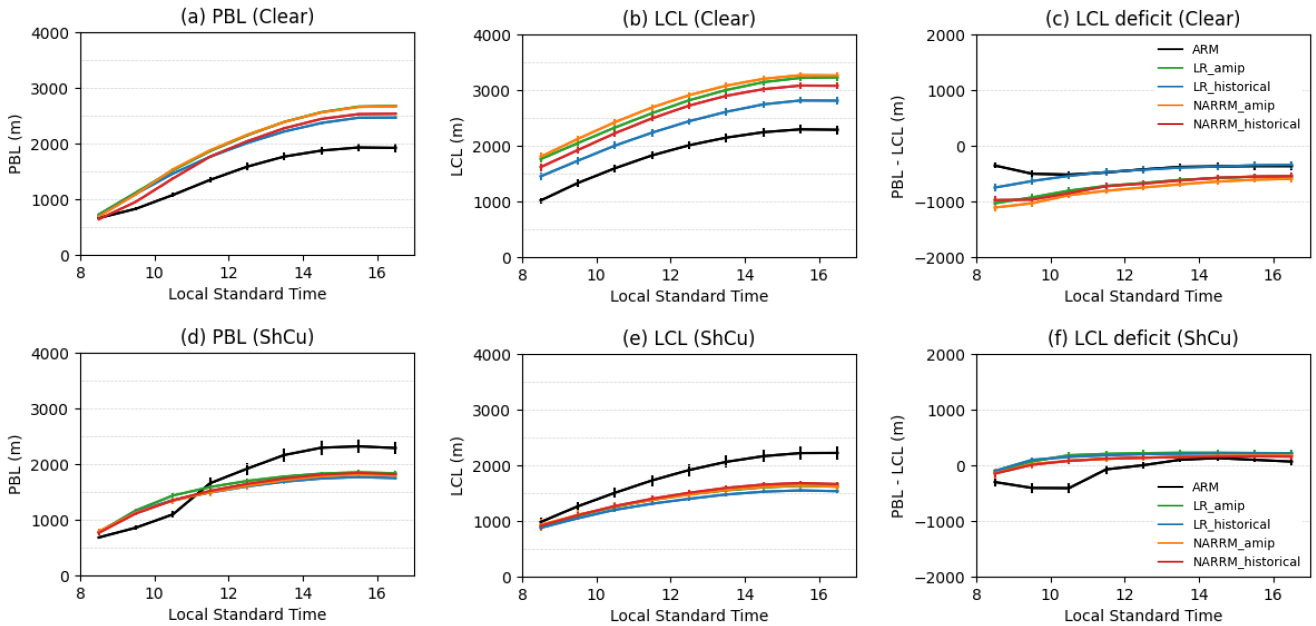 (a) PBL (Clear)
PBL (m)
4000
3000
2000
1000
0
8 10 12 14 16
Local Standard Time
(b) LCL (Clear)
LCL (m)
4000
3000
2000
1000
0
8 10 12 14 16
Local Standard Time
(c) LCL deficit (Clear)
PBL - LCL (m)
2000
1000
0
−1000
−2000
ARM
LR_amip
LR_historical
NARRM_amip
NARRM_historical
8 10 12 14 16
Local Standard Time
(d) PBL (ShCu)
PBL (m)
4000
3000
2000
1000
0
8 10 12 14 16
Local Standard Time
(e) LCL (ShCu)
LCL (m)
4000
3000
2000
1000
0
8 10 12 14 16
Local Standard Time
(f) LCL deficit (ShCu)
PBL - LCL (m)
2000
1000
0
−1000
−2000
ARM
LR_amip
LR_historical
NARRM_amip
NARRM_historical
8 10 12 14 16
Local Standard Time